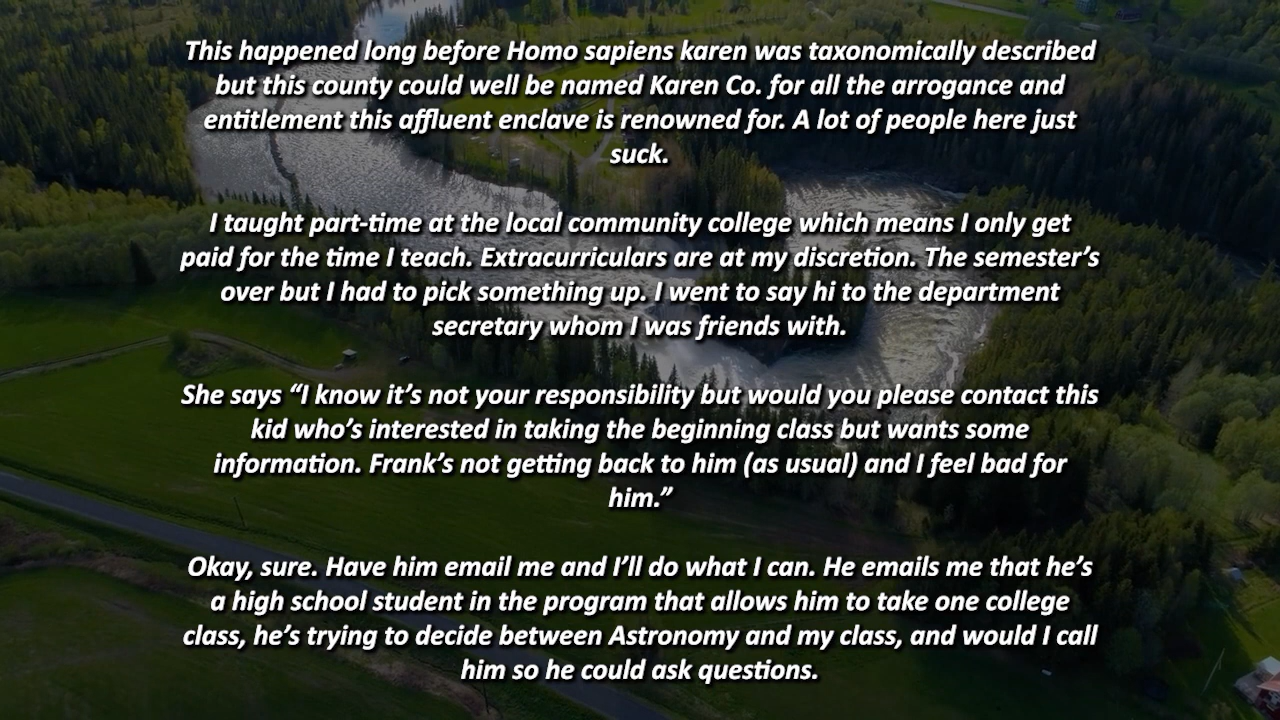 This happened long before Homo sapiens karen was taxonomically described
but this county could well be named Karen Co. for all the arrogance and
entitlement this affluent enclave is renowned for. A lot of people here just
suck.
I taught part-time at the local community college which means I only get
paid for the time I teach. Extracurriculars are at my discretion. The semester’s
over but I had to pick something up. I went to say hi to the department
secretary whom I was friends with.
She says “I know it’s not your responsibility but would you please contact this
kid who’s interested in taking the beginning class but wants some
information. Frank’s not getting back to him (as usual) and I feel bad for
him.”
Okay, sure. Have him email me and I’ll do what I can. He emails me that he’s
a high school student in the program that allows him to take one college
class, he’s trying to decide between Astronomy and my class, and would I call
him so he could ask questions.